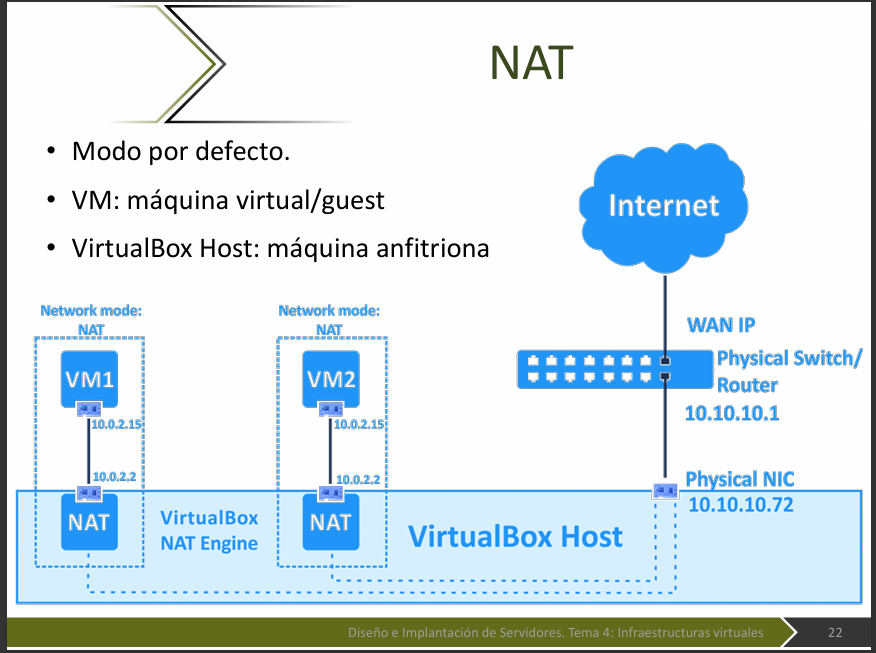 NAT
• Modo por defecto.
• VM: máquina virtual/guest
• VirtualBox Host: máquina anfitriona
Internet
WAN IP
Physical Switch/
Router
10.10.10.1
Physical NIC
10.10.10.72
Network mode:
NAT
VM1
10.0.2.15
10.0.2.2
NAT
VirtualBox
NAT Engine
Network mode:
NAT
VM2
10.0.2.15
10.0.2.2
NAT
VirtualBox Host
Diseño e Implantación de Servidores. Tema 4: Infraestructuras virtuales
22